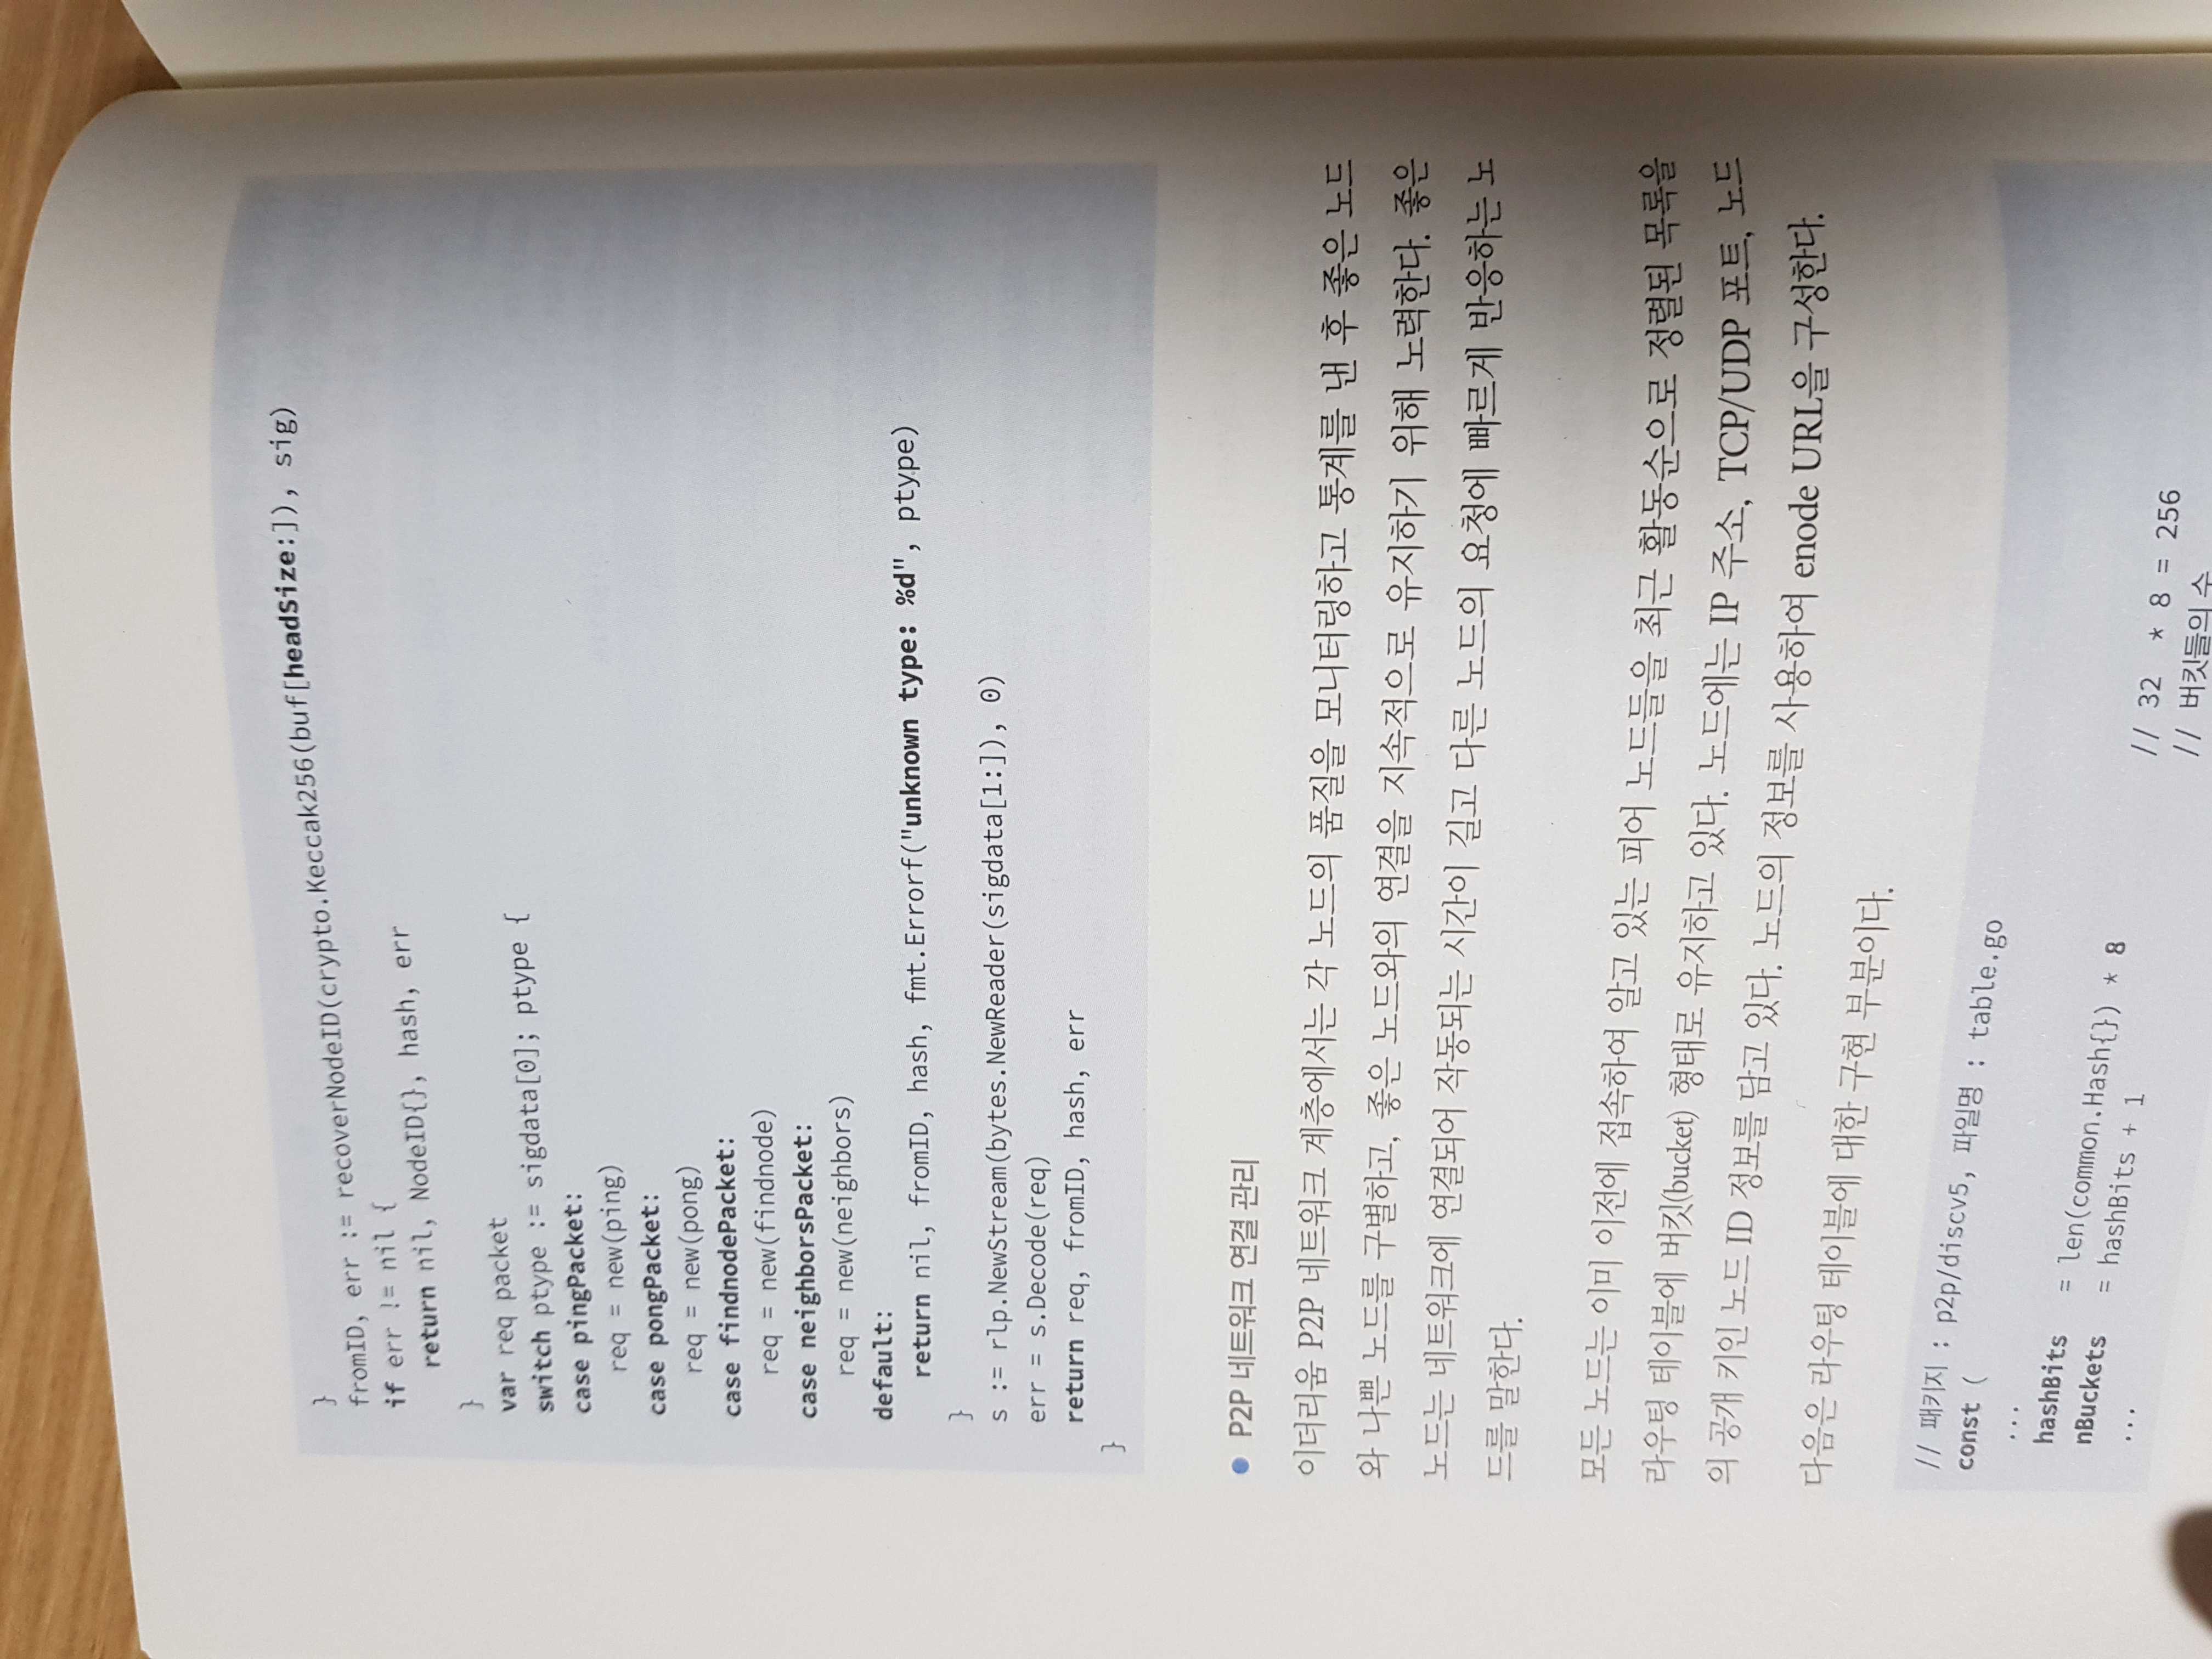 }
fromID, err := recoverNodeID(crypto.Keccak256(buf[headSize:]), sig)
if err != nil {
return nil, NodeID{}, hash, err
}
var req packet
switch ptype := sigdata[0]; ptype {
case pingPacket:
req = new(ping)
case pongPacket:
req = new(pong)
case findnodePacket:
req = new(findnode)
case neighborsPacket:
req = new(neighbors)
default:
return nil, fromID, hash, fmt.Errorf("unknown type: %d", ptype)
}
s := rlp.NewStream(bytes.NewReader(sigdata[1:]), 0)
err = s.Decode(req)
return req, fromID, hash, err
}
● P2P 네트워크 연결 관리
이더리움 P2P 네트워크 계층에서는 각 노드의 품질을 모니터링하고 통계를 낸 후 좋은 노드
와 나쁜 노드를 구별하고, 좋은 노드와의 연결을 지속적으로 유지하기 위해 노력한다. 좋은
노드는 네트워크에 연결되어 작동되는 시간이 길고 다른 노드의 요청에 빠르게 반응하는 노
드를 말한다.
모든 노드는 이미 이전에 접속하여 알고 있는 피어 노드들을 최근 활동순으로 정렬된 목록을
라우팅 테이블에 버킷(bucket) 형태로 유지하고 있다. 노드에는 IP 주소, TCP/UDP 포트, 노드
의 공개 키인 노드 ID 정보를 담고 있다. 노드의 정보를 사용하여 enode URL을 구성한다.
다음은 라우팅 테이블에 대한 구현 부분이다.
// 패키지 : p2p/discv5, 파일명 : table.go
const (
...
hashBits = len(common.Hash{}) * 8 // 32 * 8 = 256
nBuckets = hashBits + 1 // 버킷들의 수
...